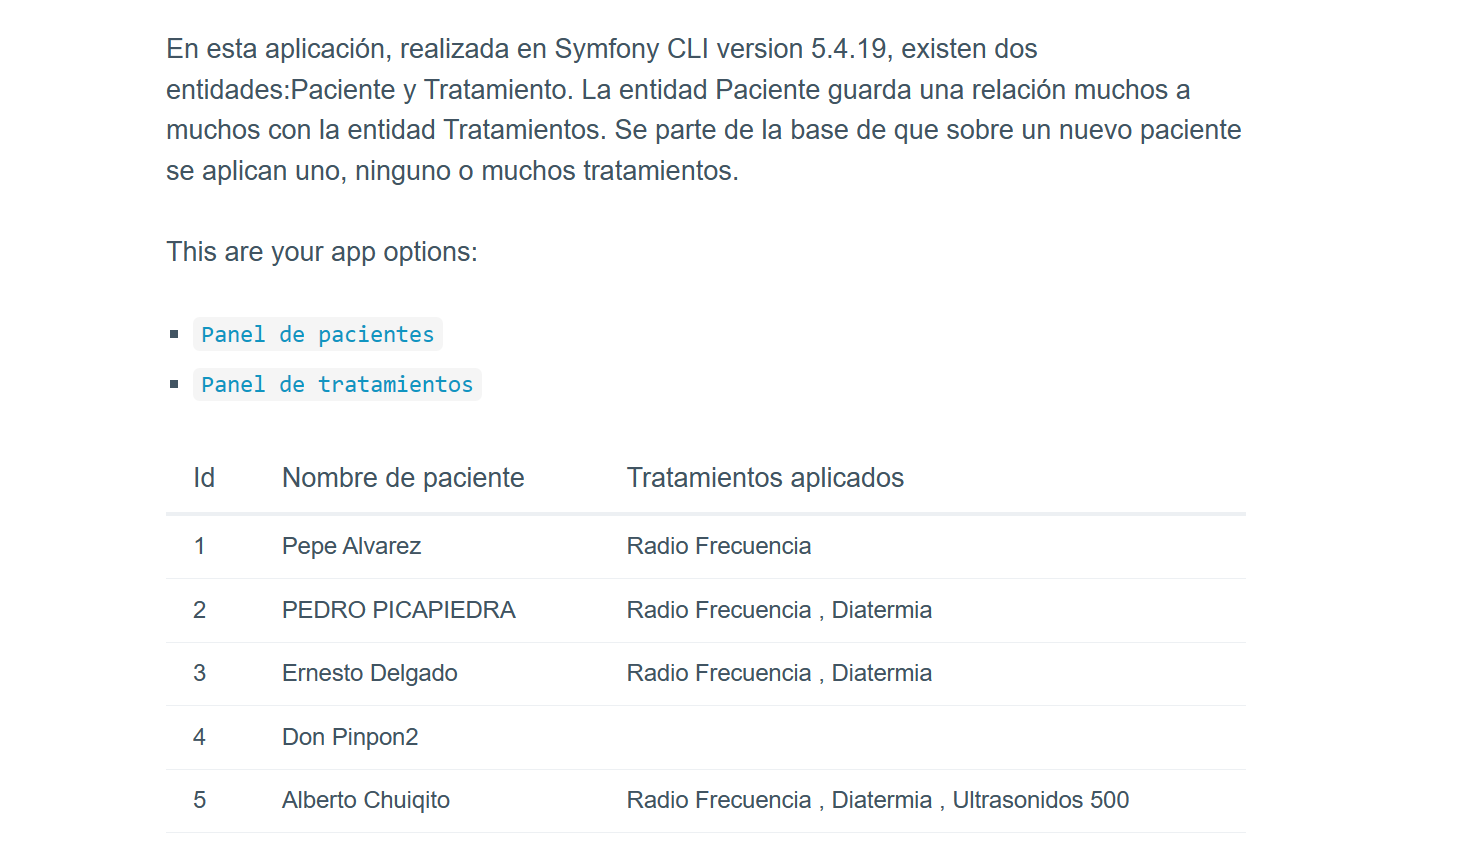 En esta aplicación, realizada en Symfony CLI version 5.4.19, existen dos
entidades:Paciente y Tratamiento. La entidad Paciente guarda una relación muchos a
muchos con la entidad Tratamientos. Se parte de la base de que sobre un nuevo paciente
se aplican uno, ninguno o muchos tratamientos.
This are your app options:
Panel de pacientes
Panel de tratamientos
Id Nombre de paciente Tratamientos aplicados
1 Pepe Alvarez Radio Frecuencia
2 PEDRO PICAPIEDRA Radio Frecuencia , Diatermia
3 Ernesto Delgado Radio Frecuencia , Diatermia
4 Don Pinpon2
5 Alberto Chuiqito Radio Frecuencia , Diatermia , Ultrasonidos 500